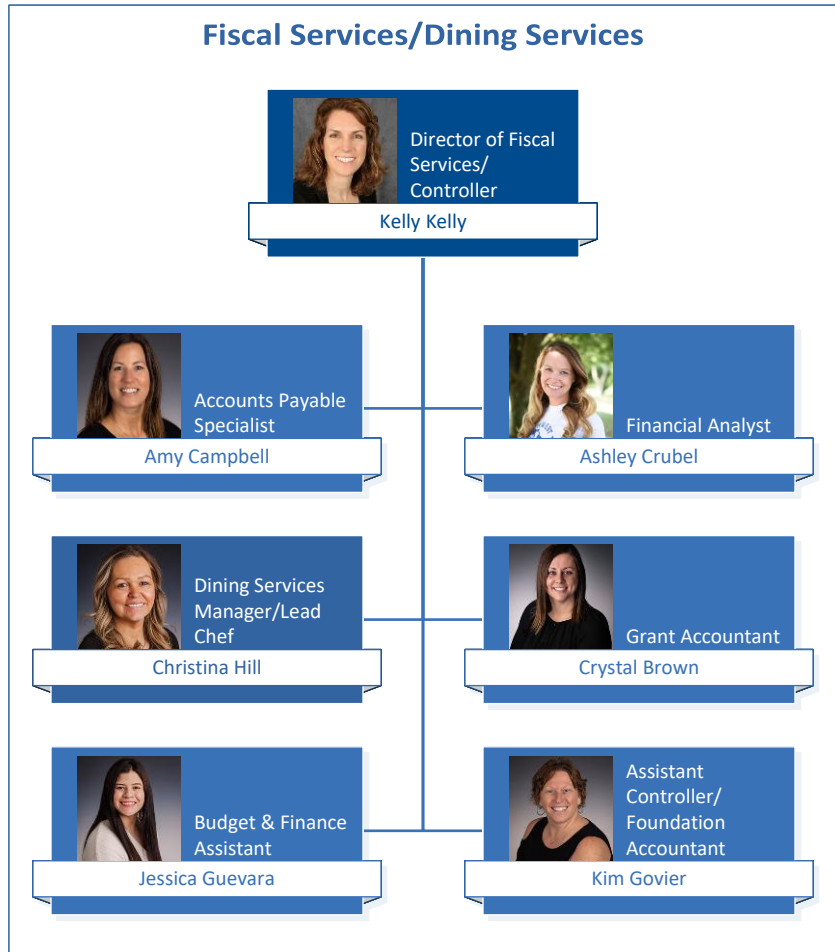 Fiscal Services/Dining Services
Director of Fiscal
Services/
Controller
Kelly Kelly
Accounts Payable
Specialist
Amy Campbell
Financial Analyst
Ashley Crubel
Dining Services
Manager/Lead
Chef
Christina Hill
Grant Accountant
Crystal Brown
Budget & Finance
Assistant
Jessica Guevara
Assistant
Controller/
Foundation
Accountant
Kim Govier